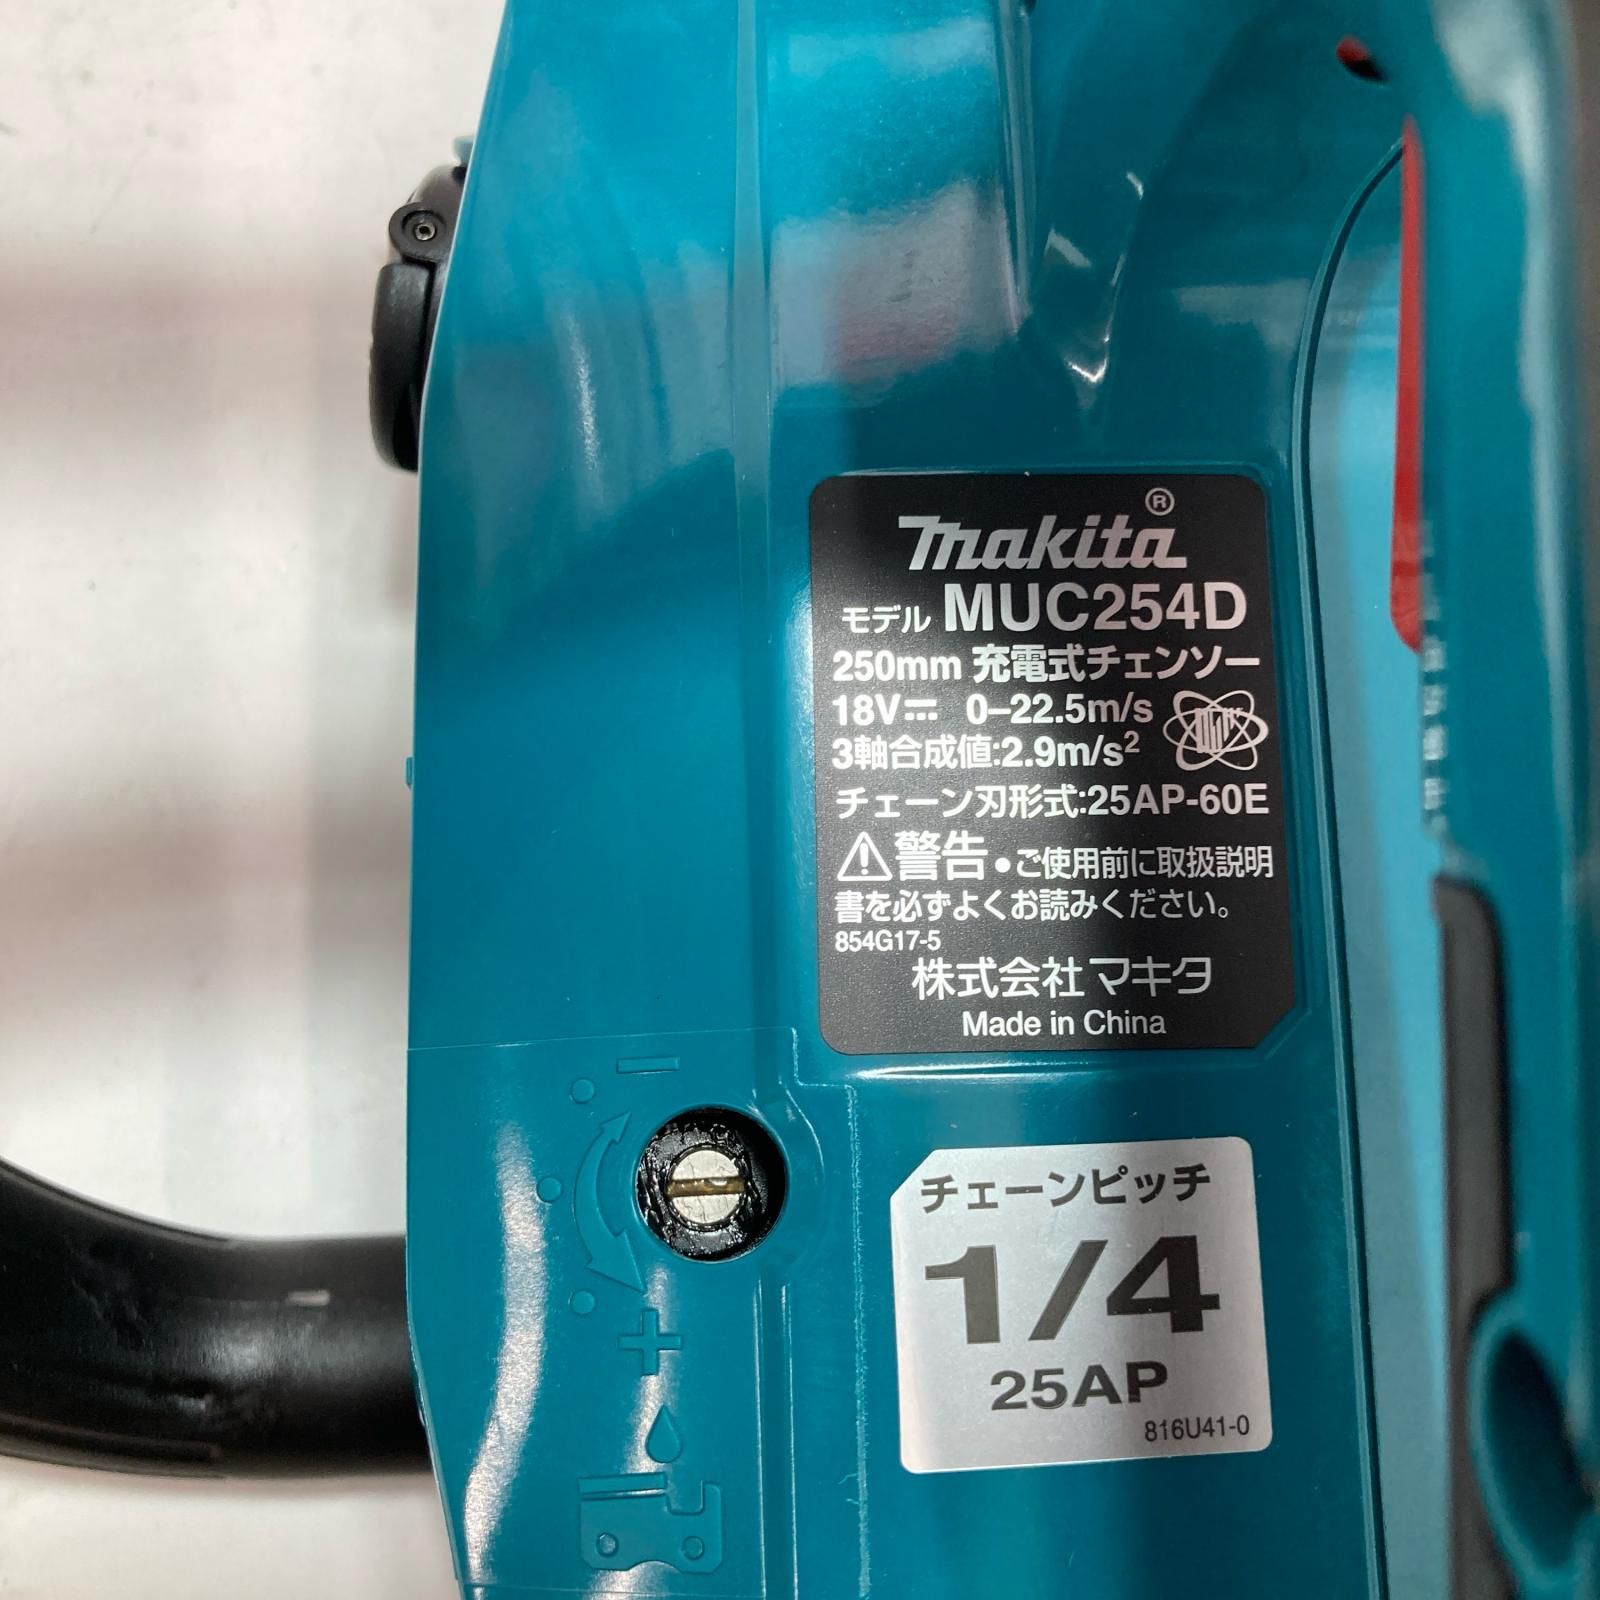 makita®
モデル MUC254D
250mm 充電式チェンソー
18V⎓ 0–22.5m/s
3軸合成値:2.9m/s²
チェーン刃形式:25AP-60E
⚠警告•ご使用前に取扱説明
書を必ずよくお読みください。
854G17-5
株式会社マキタ
Made in China
チェーンピッチ
1/4
25AP
816U41-0